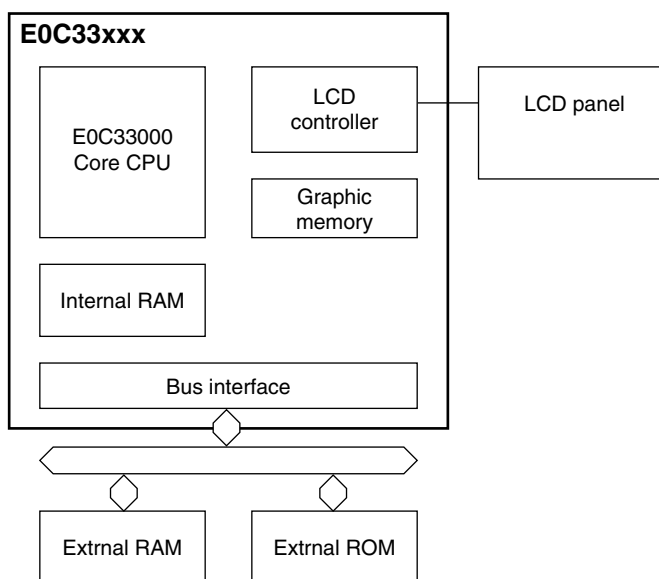 E0C33xxx
E0C33000
Core CPU
LCD
controller
LCD panel
Graphic
memory
Internal RAM
Bus interface
Extrnal RAM
Extrnal ROM